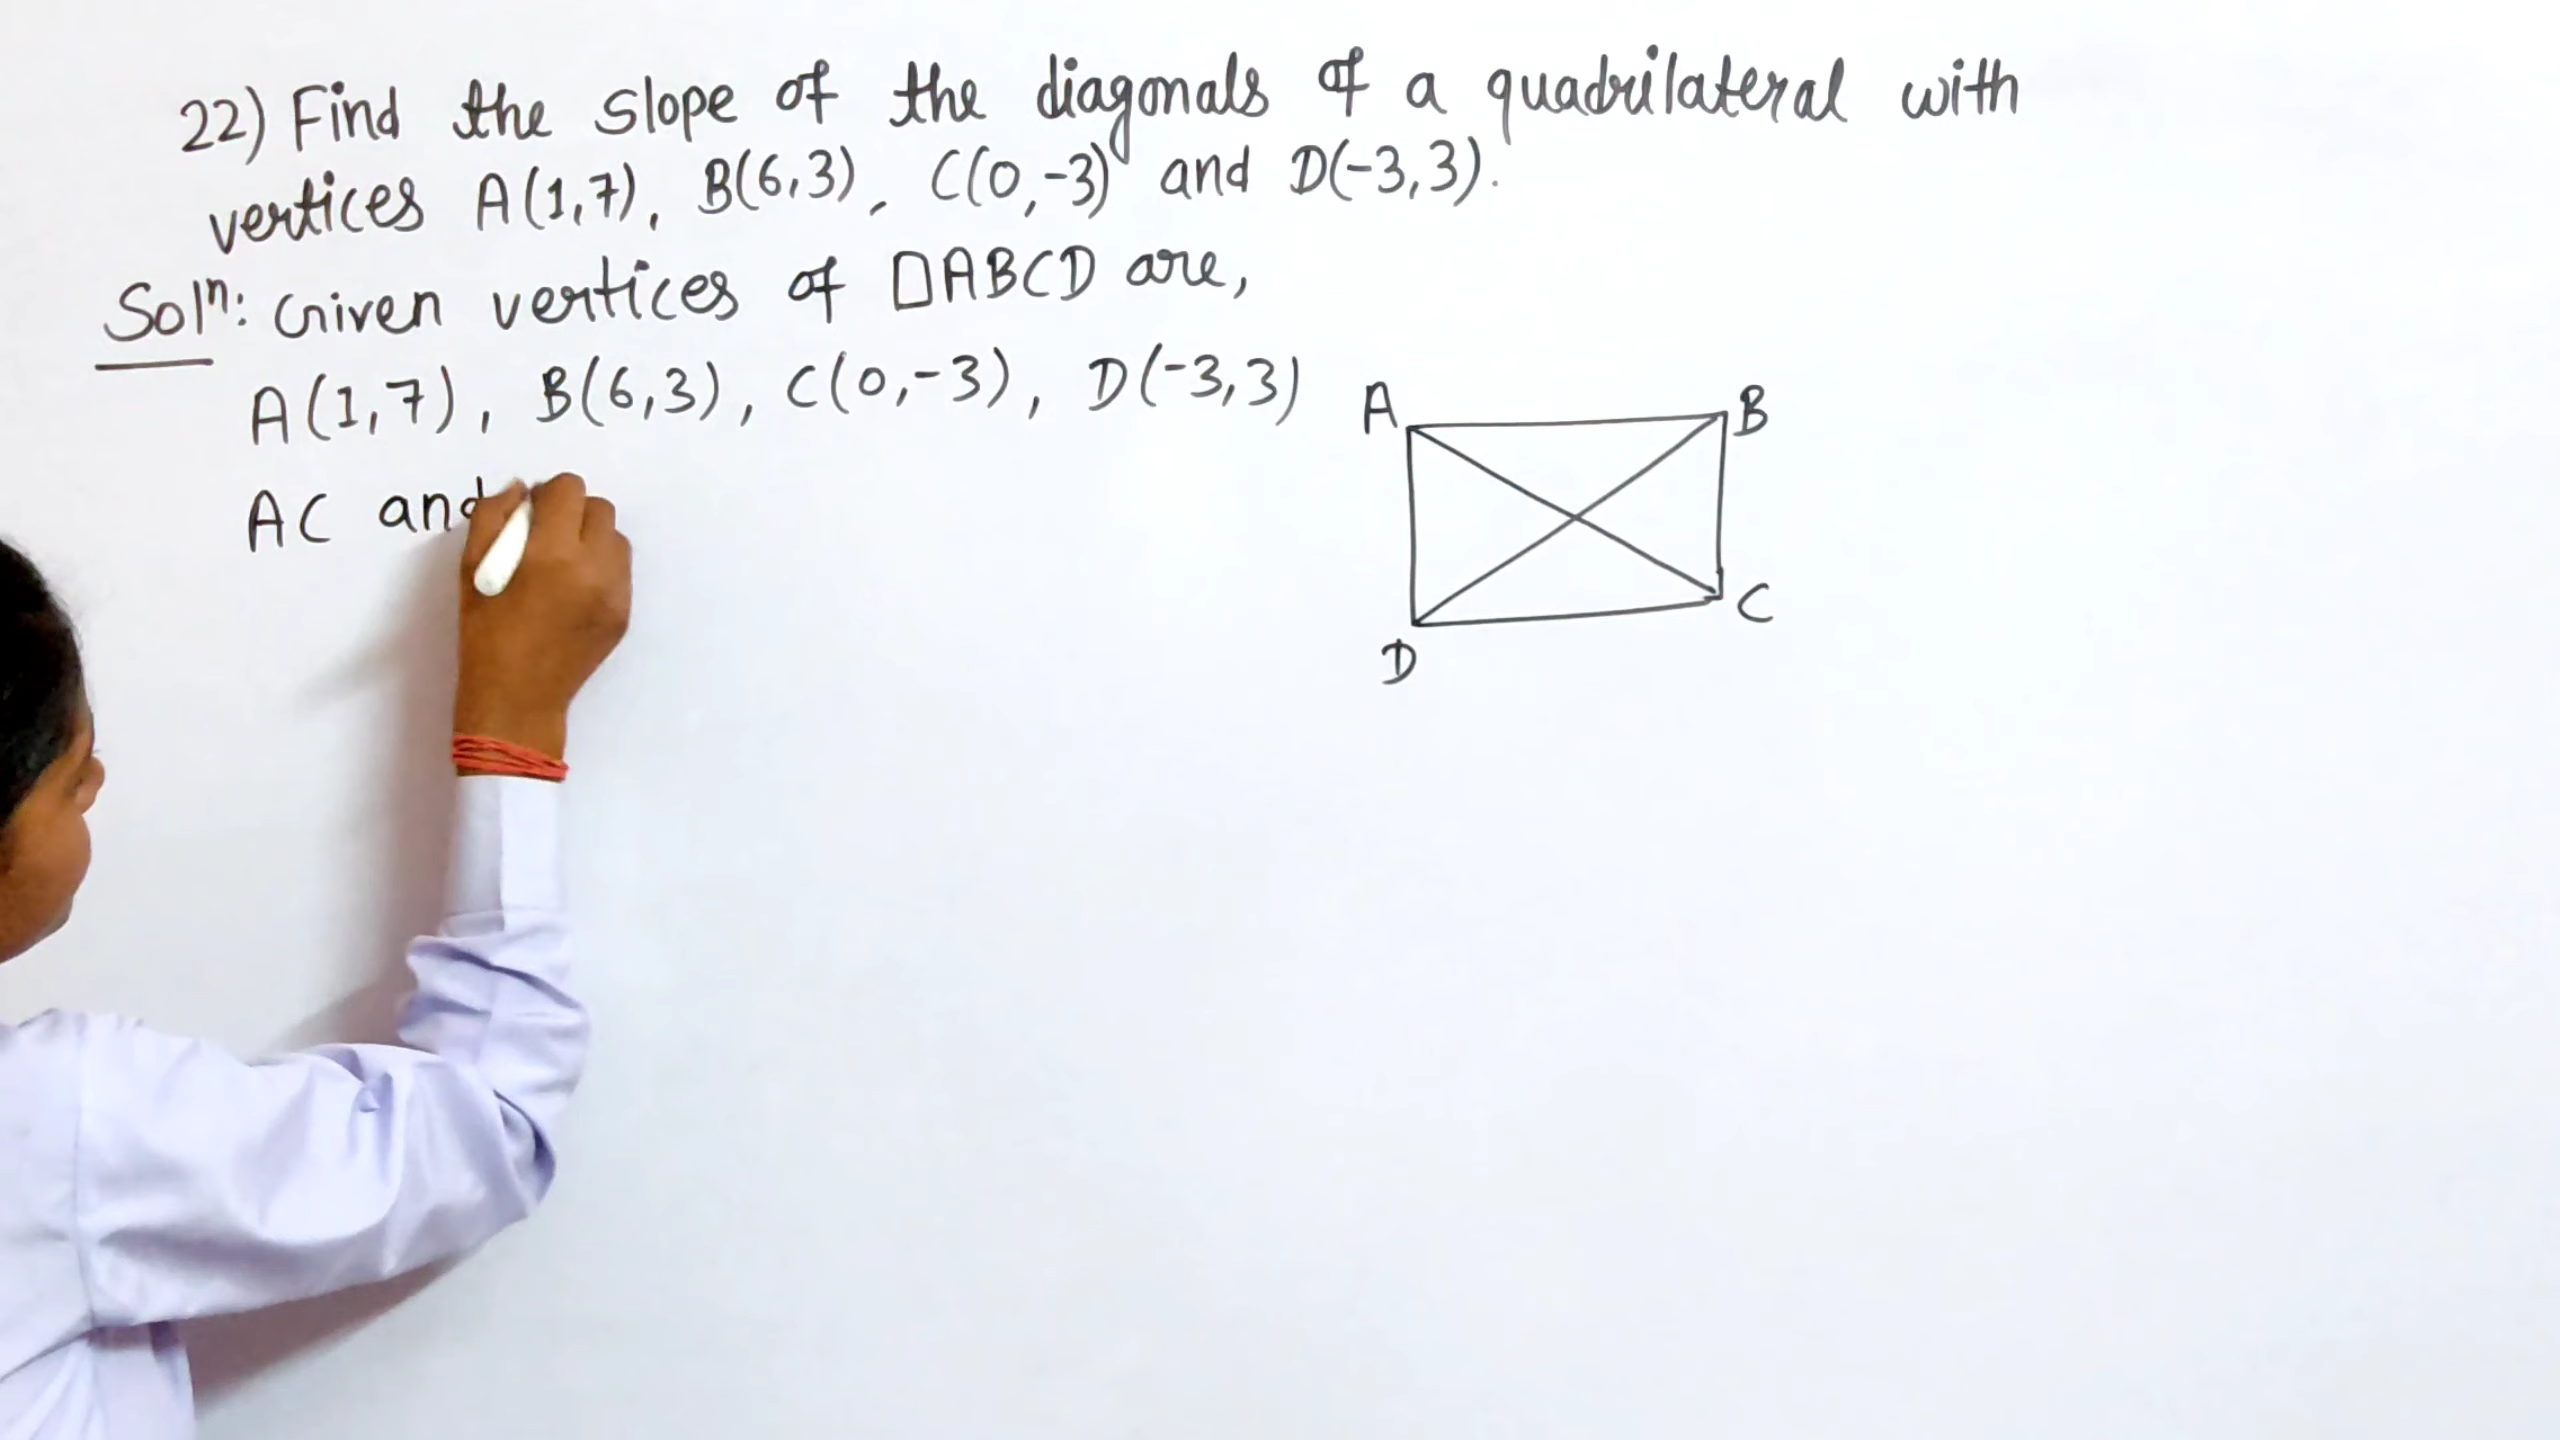 22) Find the slope of the diagonals of a quadrilateral with
vertices A(1,7), B(6,3), C(0,-3) and D(-3,3).
Solⁿ: Given vertices of □ABCD are,
A(1,7), B(6,3), C(0,-3), D(-3,3)
AC and
A
B
C
D